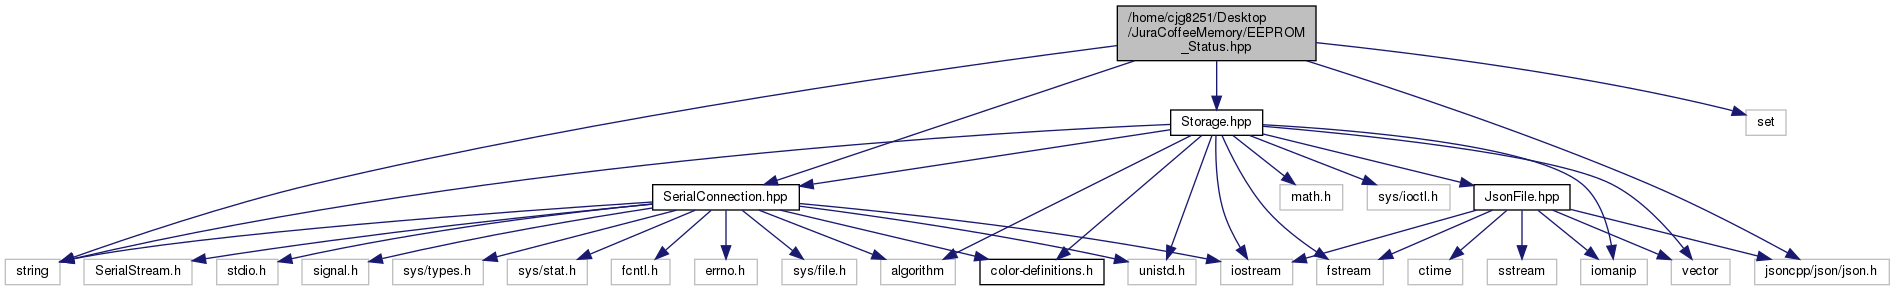 /home/cjg8251/Desktop
/JuraCoffeeMemory/EEPROM
_Status.hpp
Storage.hpp
set
SerialConnection.hpp
math.h
sys/ioctl.h
JsonFile.hpp
string
SerialStream.h
stdio.h
signal.h
sys/types.h
sys/stat.h
fcntl.h
errno.h
sys/file.h
algorithm
color-definitions.h
unistd.h
iostream
fstream
ctime
sstream
iomanip
vector
jsoncpp/json/json.h